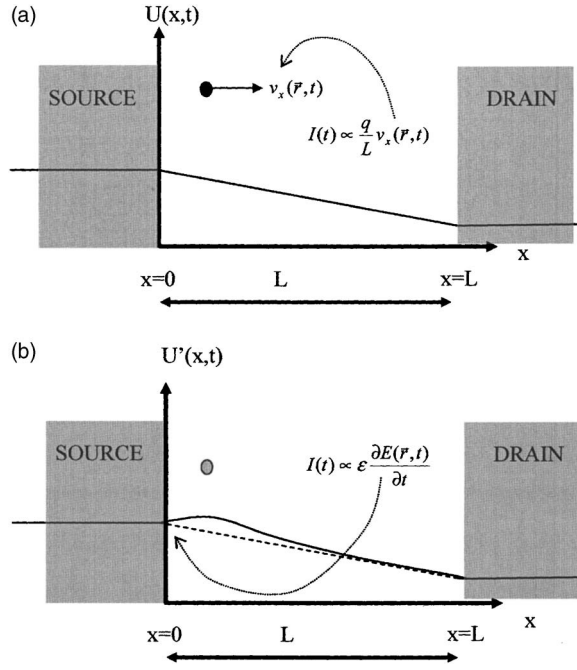 (a)
U(x,t)
SOURCE
DRAIN
v_x(r⃗,t)
I(t) ∝ q/L v_x(r⃗,t)
x
x=0
L
x=L
(b)
U'(x,t)
SOURCE
DRAIN
I(t) ∝ ε ∂E(r⃗,t)/∂t
x
x=0
L
x=L